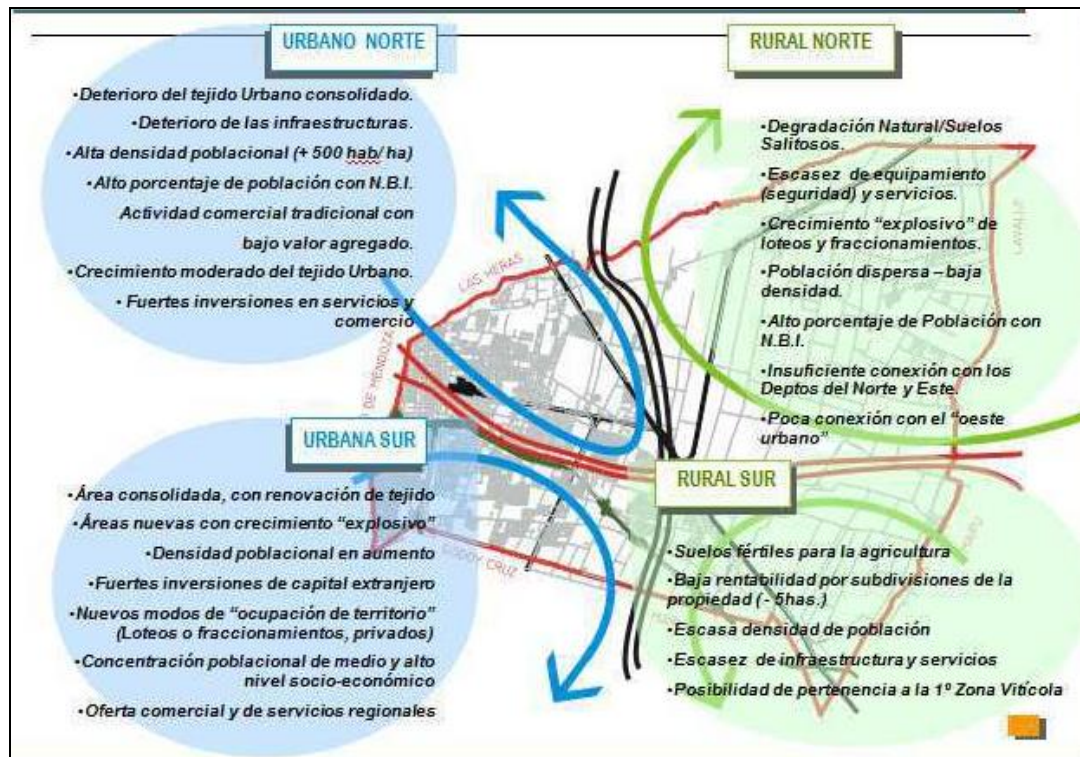 URBANO NORTE
•Deterioro del tejido Urbano consolidado.
•Deterioro de las infraestructuras.
•Alta densidad poblacional (+ 500 hab/ ha)
•Alto porcentaje de población con N.B.I.
Actividad comercial tradicional con
bajo valor agregado.
•Crecimiento moderado del tejido Urbano.
•Fuertes inversiones en servicios y
comercio
RURAL NORTE
•Degradación Natural/Suelos
Salitosos.
•Escasez de equipamiento
(seguridad) y servicios.
•Crecimiento “explosivo” de
loteos y fraccionamientos.
•Población dispersa – baja
densidad.
•Alto porcentaje de Población con
N.B.I.
•Insuficiente conexión con los
Deptos del Norte y Este.
•Poca conexión con el “oeste
urbano”
LAS HERAS
LAVALLE
DE MENDOZA
URBANA SUR
•Área consolidada, con renovación de tejido
•Áreas nuevas con crecimiento “explosivo”
•Densidad poblacional en aumento
•Fuertes inversiones de capital extranjero
•Nuevos modos de “ocupación de territorio”
(Loteos o fraccionamientos, privados)
•Concentración poblacional de medio y alto
nivel socio-económico
•Oferta comercial y de servicios regionales
GODOY CRUZ
RURAL SUR
•Suelos fértiles para la agricultura
•Baja rentabilidad por subdivisiones de la
propiedad (- 5has.)
•Escasa densidad de población
•Escasez de infraestructura y servicios
•Posibilidad de pertenencia a la 1º Zona Vitícola